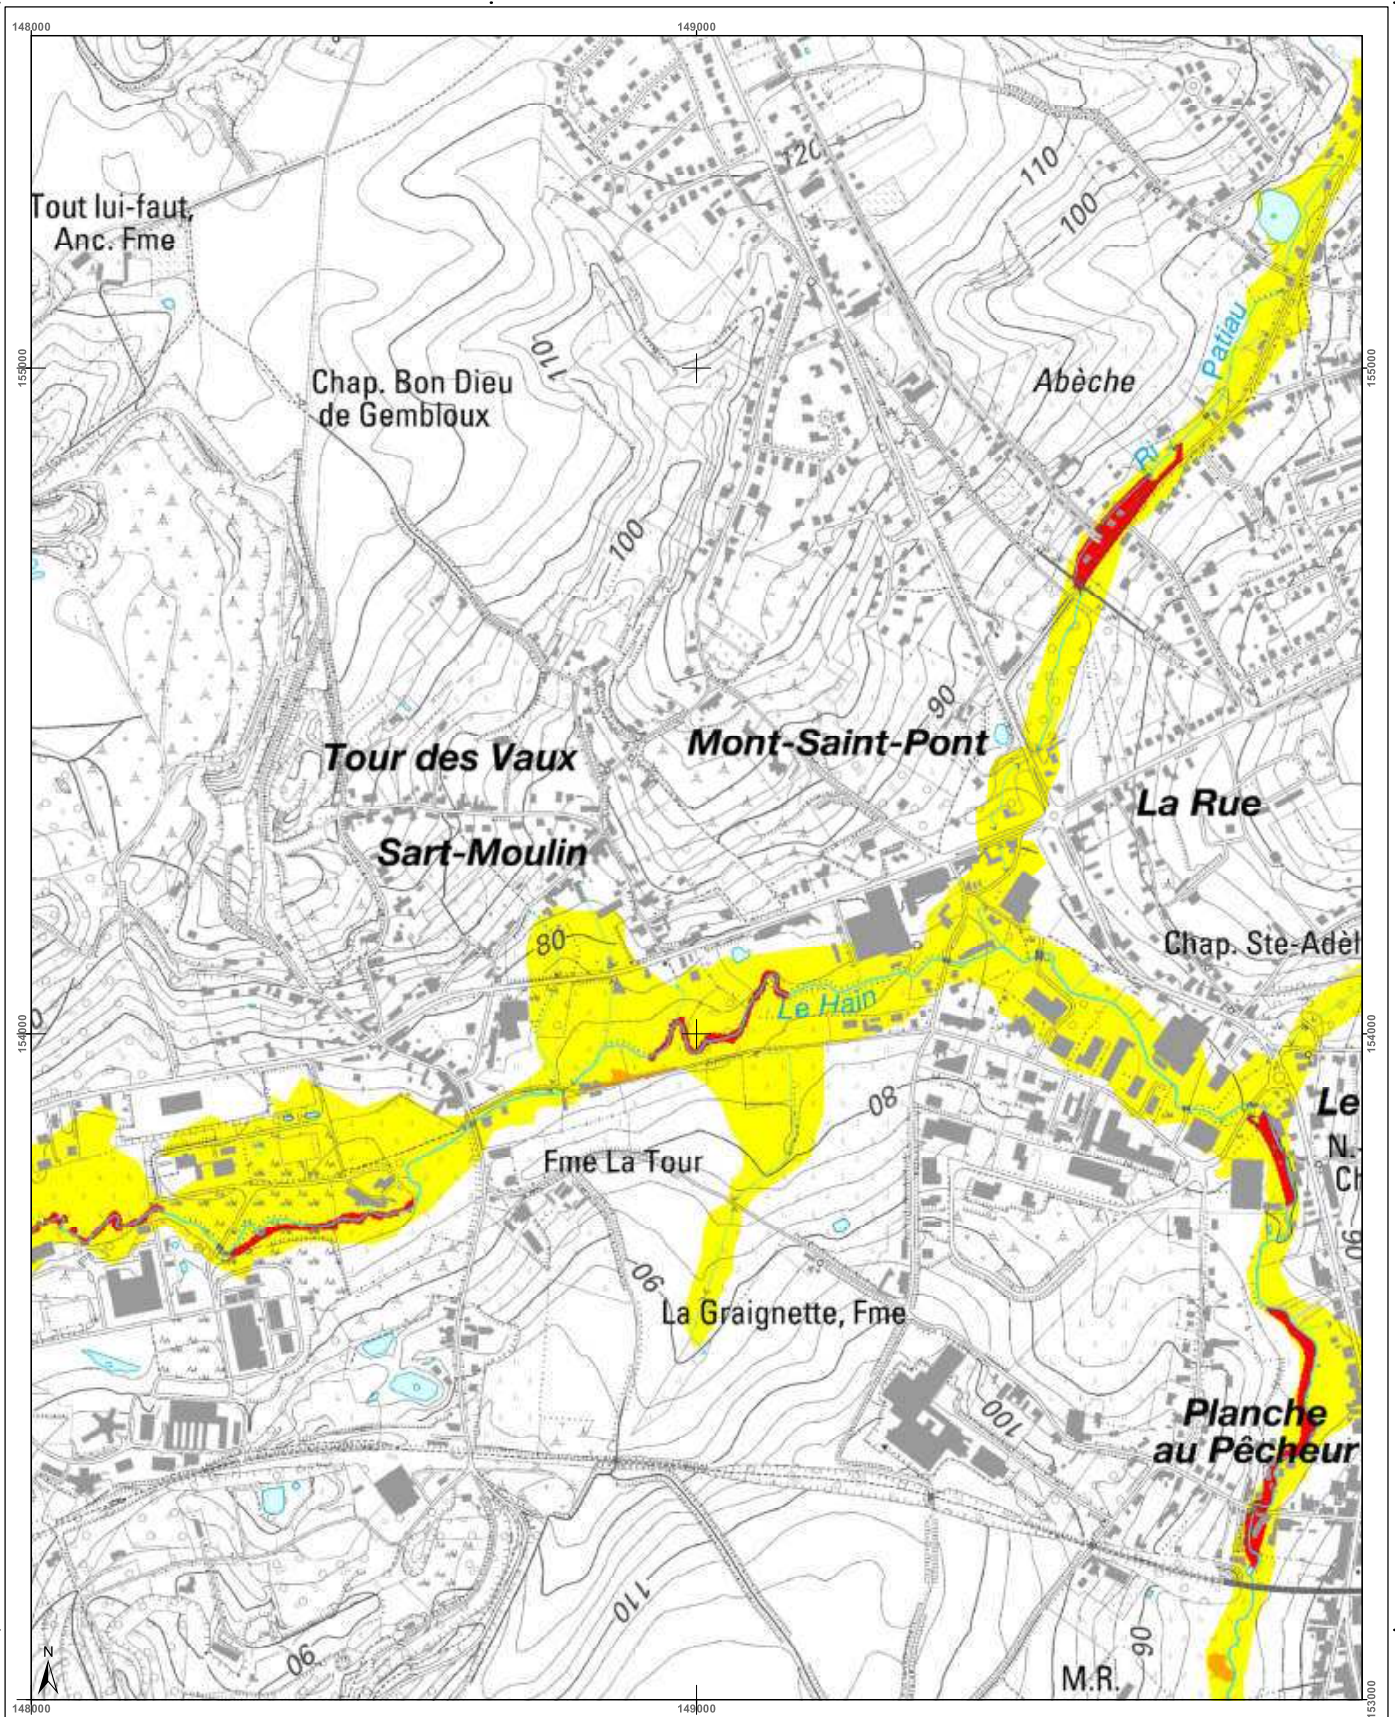 148000
149000
120
110
100
Tout lui-faut,
Anc. Fme
Patiau
155000
155000
110
Chap. Bon Dieu
de Gembloux
Abèche
Ri
100
90
Mont-Saint-Pont
Tour des Vaux
La Rue
Sart-Moulin
80
Chap. Ste-Adèl
Le Hain
0
154000
154000
80
Le
N.-
Ch
Fme La Tour
90
90
La Graignette, Fme
100
Planche
au Pêcheur
110
90
90
M.R.
N
148000
149000
153000